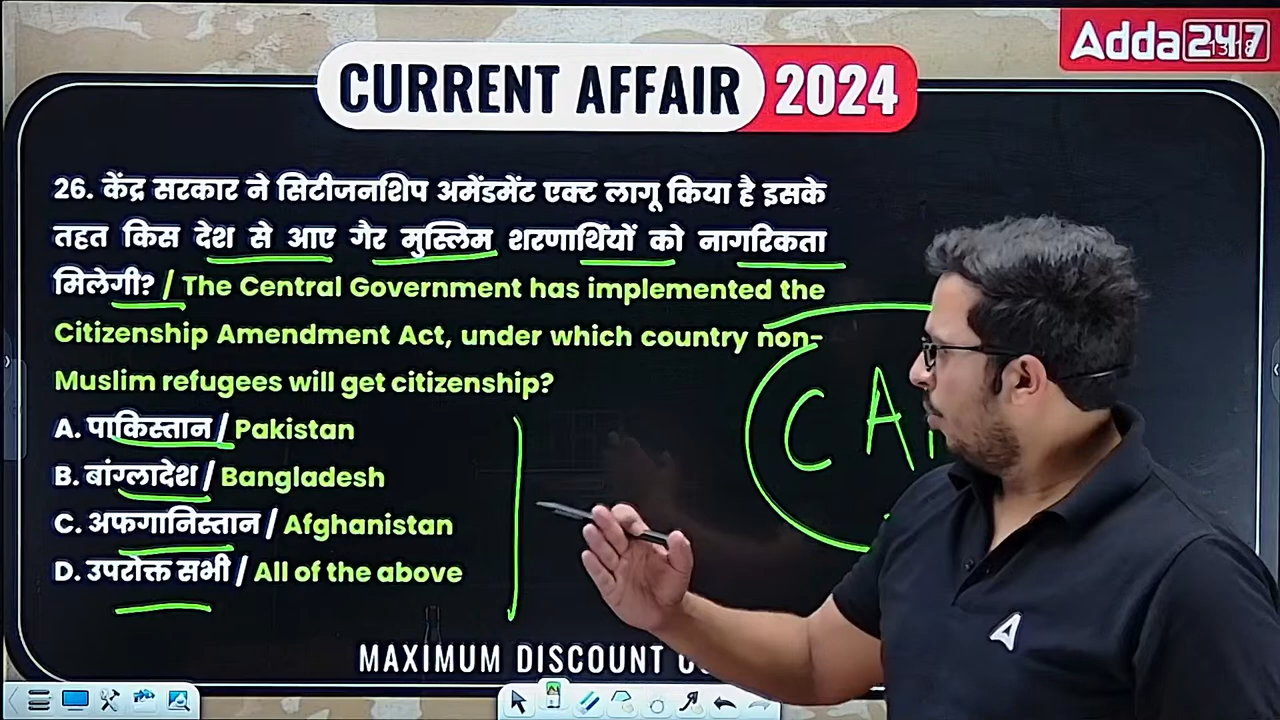 Adda247
13:18
CURRENT AFFAIR 2024
26. केंद्र सरकार ने सिटीजनशिप अमेंडमेंट एक्ट लागू किया है इसके
तहत किस देश से आए गैर मुस्लिम शरणार्थियों को नागरिकता
मिलेगी? / The Central Government has implemented the
Citizenship Amendment Act, under which country non-
Muslim refugees will get citizenship?
A. पाकिस्तान / Pakistan
B. बांग्लादेश / Bangladesh
C. अफगानिस्तान / Afghanistan
D. उपरोक्त सभी / All of the above
C A
MAXIMUM DISCOUNT